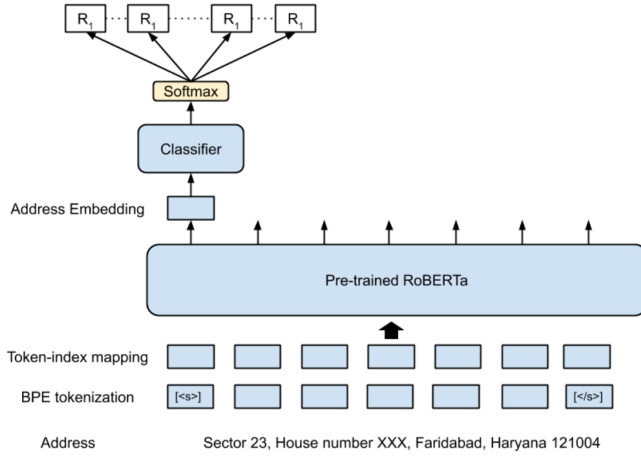 R1 R1 R1 R1
Softmax
Classifier
Address Embedding
Pre-trained RoBERTa
Token-index mapping
BPE tokenization [<s>] [</s>]
Address Sector 23, House number XXX, Faridabad, Haryana 121004